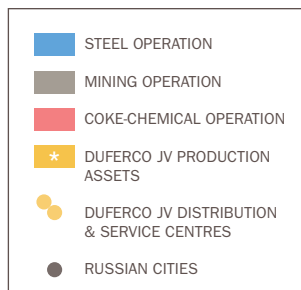 STEEL OPERATION
MINING OPERATION
COKE-CHEMICAL OPERATION
DUFERCO JV PRODUCTION
ASSETS
DUFERCO JV DISTRIBUTION
& SERVICE CENTRES
RUSSIAN CITIES